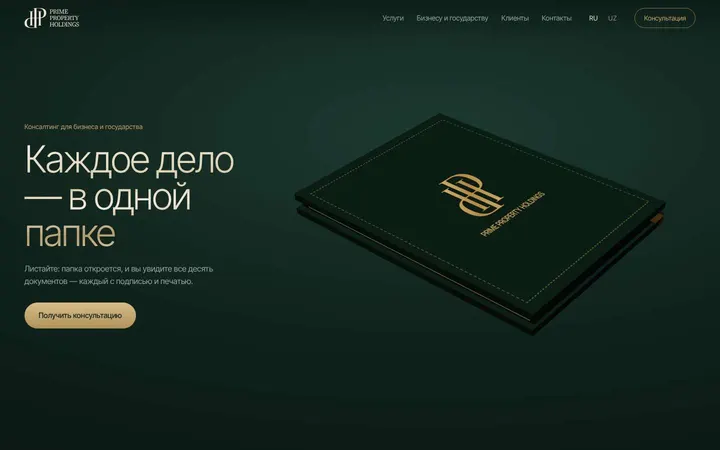 PRIME
PROPERTY
HOLDINGS
Услуги Бизнесу и государству Клиенты Контакты RU UZ Консультация
Консалтинг для бизнеса и государства
Каждое дело
— в одной
папке
Листайте: папка откроется, и вы увидите все десять
документов — каждый с подписью и печатью.
Получить консультацию
PRIME PROPERTY HOLDINGS